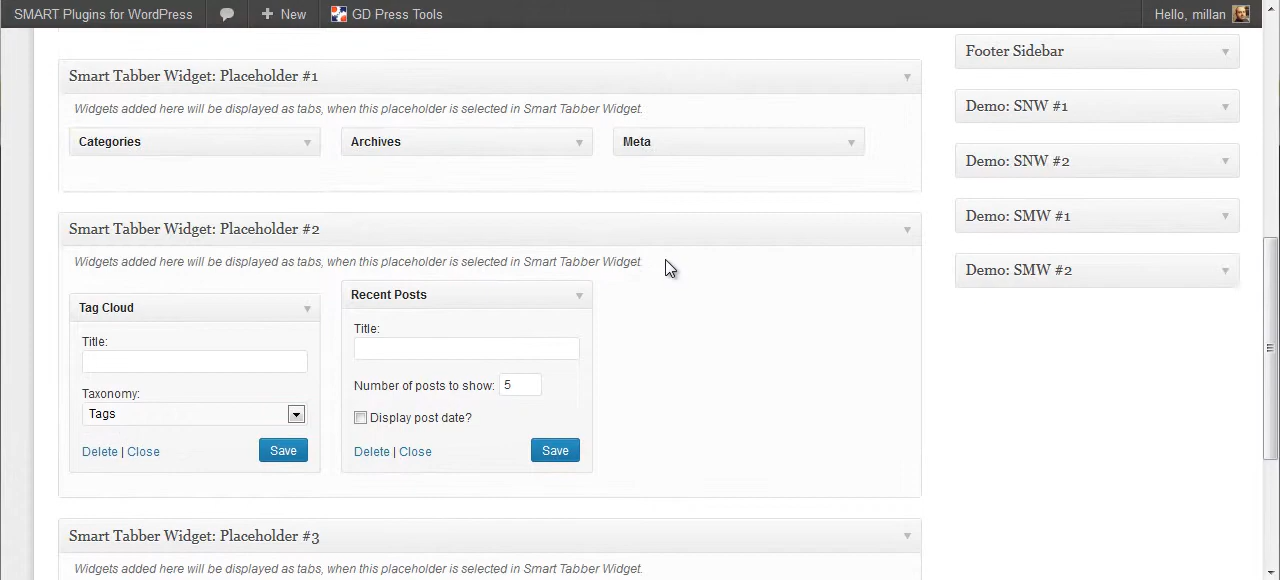 SMART Plugins for WordPress New GD Press Tools Hello, millan
Smart Tabber Widget: Placeholder #1
Widgets added here will be displayed as tabs, when this placeholder is selected in Smart Tabber Widget.
Categories Archives Meta
Smart Tabber Widget: Placeholder #2
Widgets added here will be displayed as tabs, when this placeholder is selected in Smart Tabber Widget.
Tag Cloud
Title:
Taxonomy:
Tags
Delete | Close Save
Recent Posts
Title:
Number of posts to show: 5
Display post date?
Delete | Close Save
Smart Tabber Widget: Placeholder #3
Widgets added here will be displayed as tabs, when this placeholder is selected in Smart Tabber Widget.
Footer Sidebar
Demo: SNW #1
Demo: SNW #2
Demo: SMW #1
Demo: SMW #2